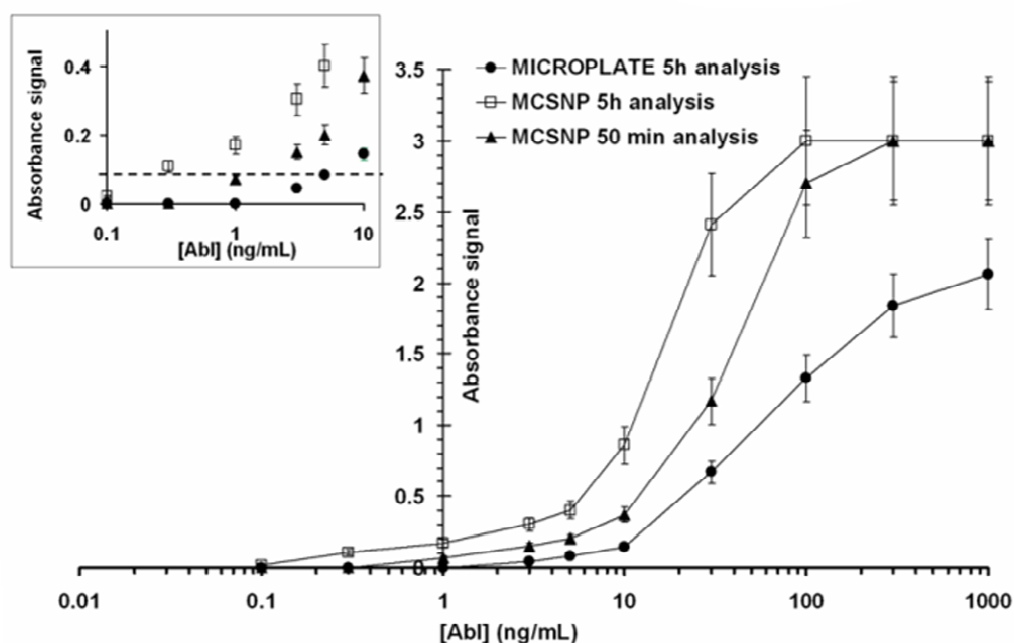 Absorbance signal
0.4
0.2
0
0.1
1
10
[Abl] (ng/mL)
MICROPLATE 5h analysis
MCSNP 5h analysis
MCSNP 50 min analysis
Absorbance signal
3.5
3
2.5
2
1.5
1
0.5
0
0.01
0.1
1
10
100
1000
[Abl] (ng/mL)